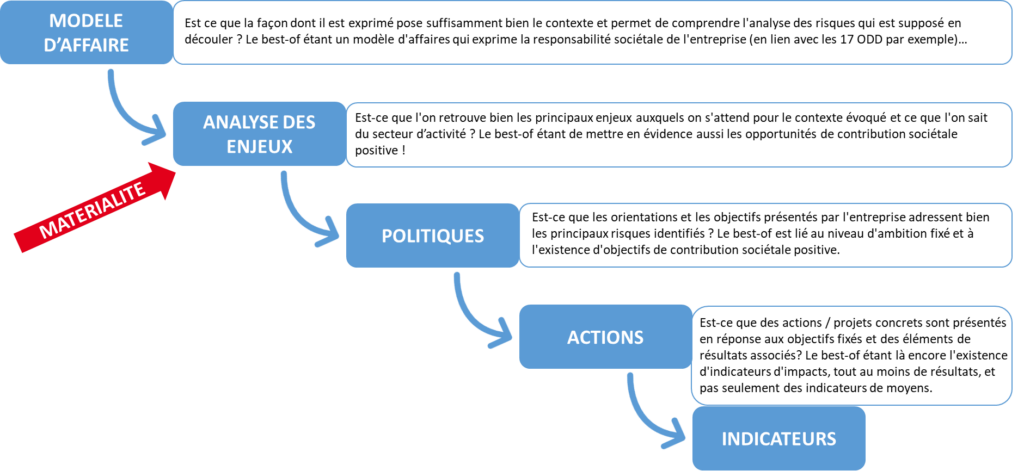 MODELE
D’AFFAIRE
Est ce que la façon dont il est exprimé pose suffisamment bien le contexte et permet de comprendre l'analyse des risques qui est supposé en
découler ? Le best-of étant un modèle d'affaires qui exprime la responsabilité sociétale de l'entreprise (en lien avec les 17 ODD par exemple)…
ANALYSE DES
ENJEUX
Est-ce que l'on retrouve bien les principaux enjeux auxquels on s'attend pour le contexte évoqué et ce que l'on sait
du secteur d’activité ? Le best-of étant de mettre en évidence aussi les opportunités de contribution sociétale
positive !
MATERIALITE
POLITIQUES
Est-ce que les orientations et les objectifs présentés par l'entreprise adressent bien
les principaux risques identifiés ? Le best-of est lié au niveau d'ambition fixé et à
l'existence d'objectifs de contribution sociétale positive.
ACTIONS
Est-ce que des actions / projets concrets sont présentés
en réponse aux objectifs fixés et des éléments de
résultats associés? Le best-of étant là encore l'existence
d'indicateurs d'impacts, tout au moins de résultats, et
pas seulement des indicateurs de moyens.
INDICATEURS